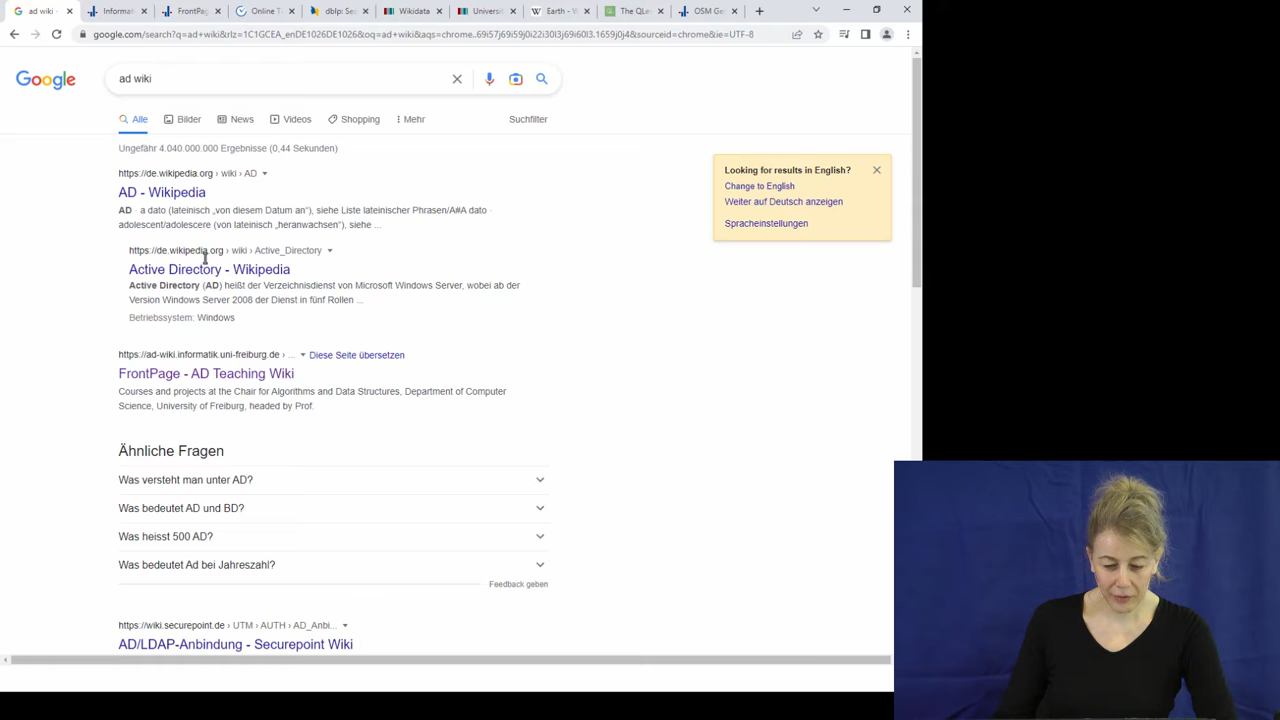 ad wiki -
Informati
FrontPag
Online T
dblp: Sea
Wikidata
Universi
Earth - W
The QLe
OSM Ge
google.com/search?q=ad+wiki&rlz=1C1GCEA_enDE1026DE1026&oq=ad+wiki&aqs=chrome..69i57j69i59j0i22i30l3j69i60l3.1659j0j4&sourceid=chrome&ie=UTF-8
Google
ad wiki
Alle Bilder News Videos Shopping Mehr Suchfilter
Ungefähr 4.040.000.000 Ergebnisse (0,44 Sekunden)
https://de.wikipedia.org › wiki › AD
AD - Wikipedia
AD · a dato (lateinisch „von diesem Datum an“), siehe Liste lateinischer Phrasen/A#A dato ·
adolescent/adolescere (von lateinisch „heranwachsen“), siehe ...
https://de.wikipedia.org › wiki › Active_Directory
Active Directory - Wikipedia
Active Directory (AD) heißt der Verzeichnisdienst von Microsoft Windows Server, wobei ab der
Version Windows Server 2008 der Dienst in fünf Rollen ...
Betriebssystem: Windows
https://ad-wiki.informatik.uni-freiburg.de › ... Diese Seite übersetzen
FrontPage - AD Teaching Wiki
Courses and projects at the Chair for Algorithms and Data Structures, Department of Computer
Science, University of Freiburg, headed by Prof.
Ähnliche Fragen
Was versteht man unter AD?
Was bedeutet AD und BD?
Was heisst 500 AD?
Was bedeutet Ad bei Jahreszahl?
Feedback geben
https://wiki.securepoint.de › UTM › AUTH › AD_Anbi...
AD/LDAP-Anbindung - Securepoint Wiki
Looking for results in English?
Change to English
Weiter auf Deutsch anzeigen
Spracheinstellungen